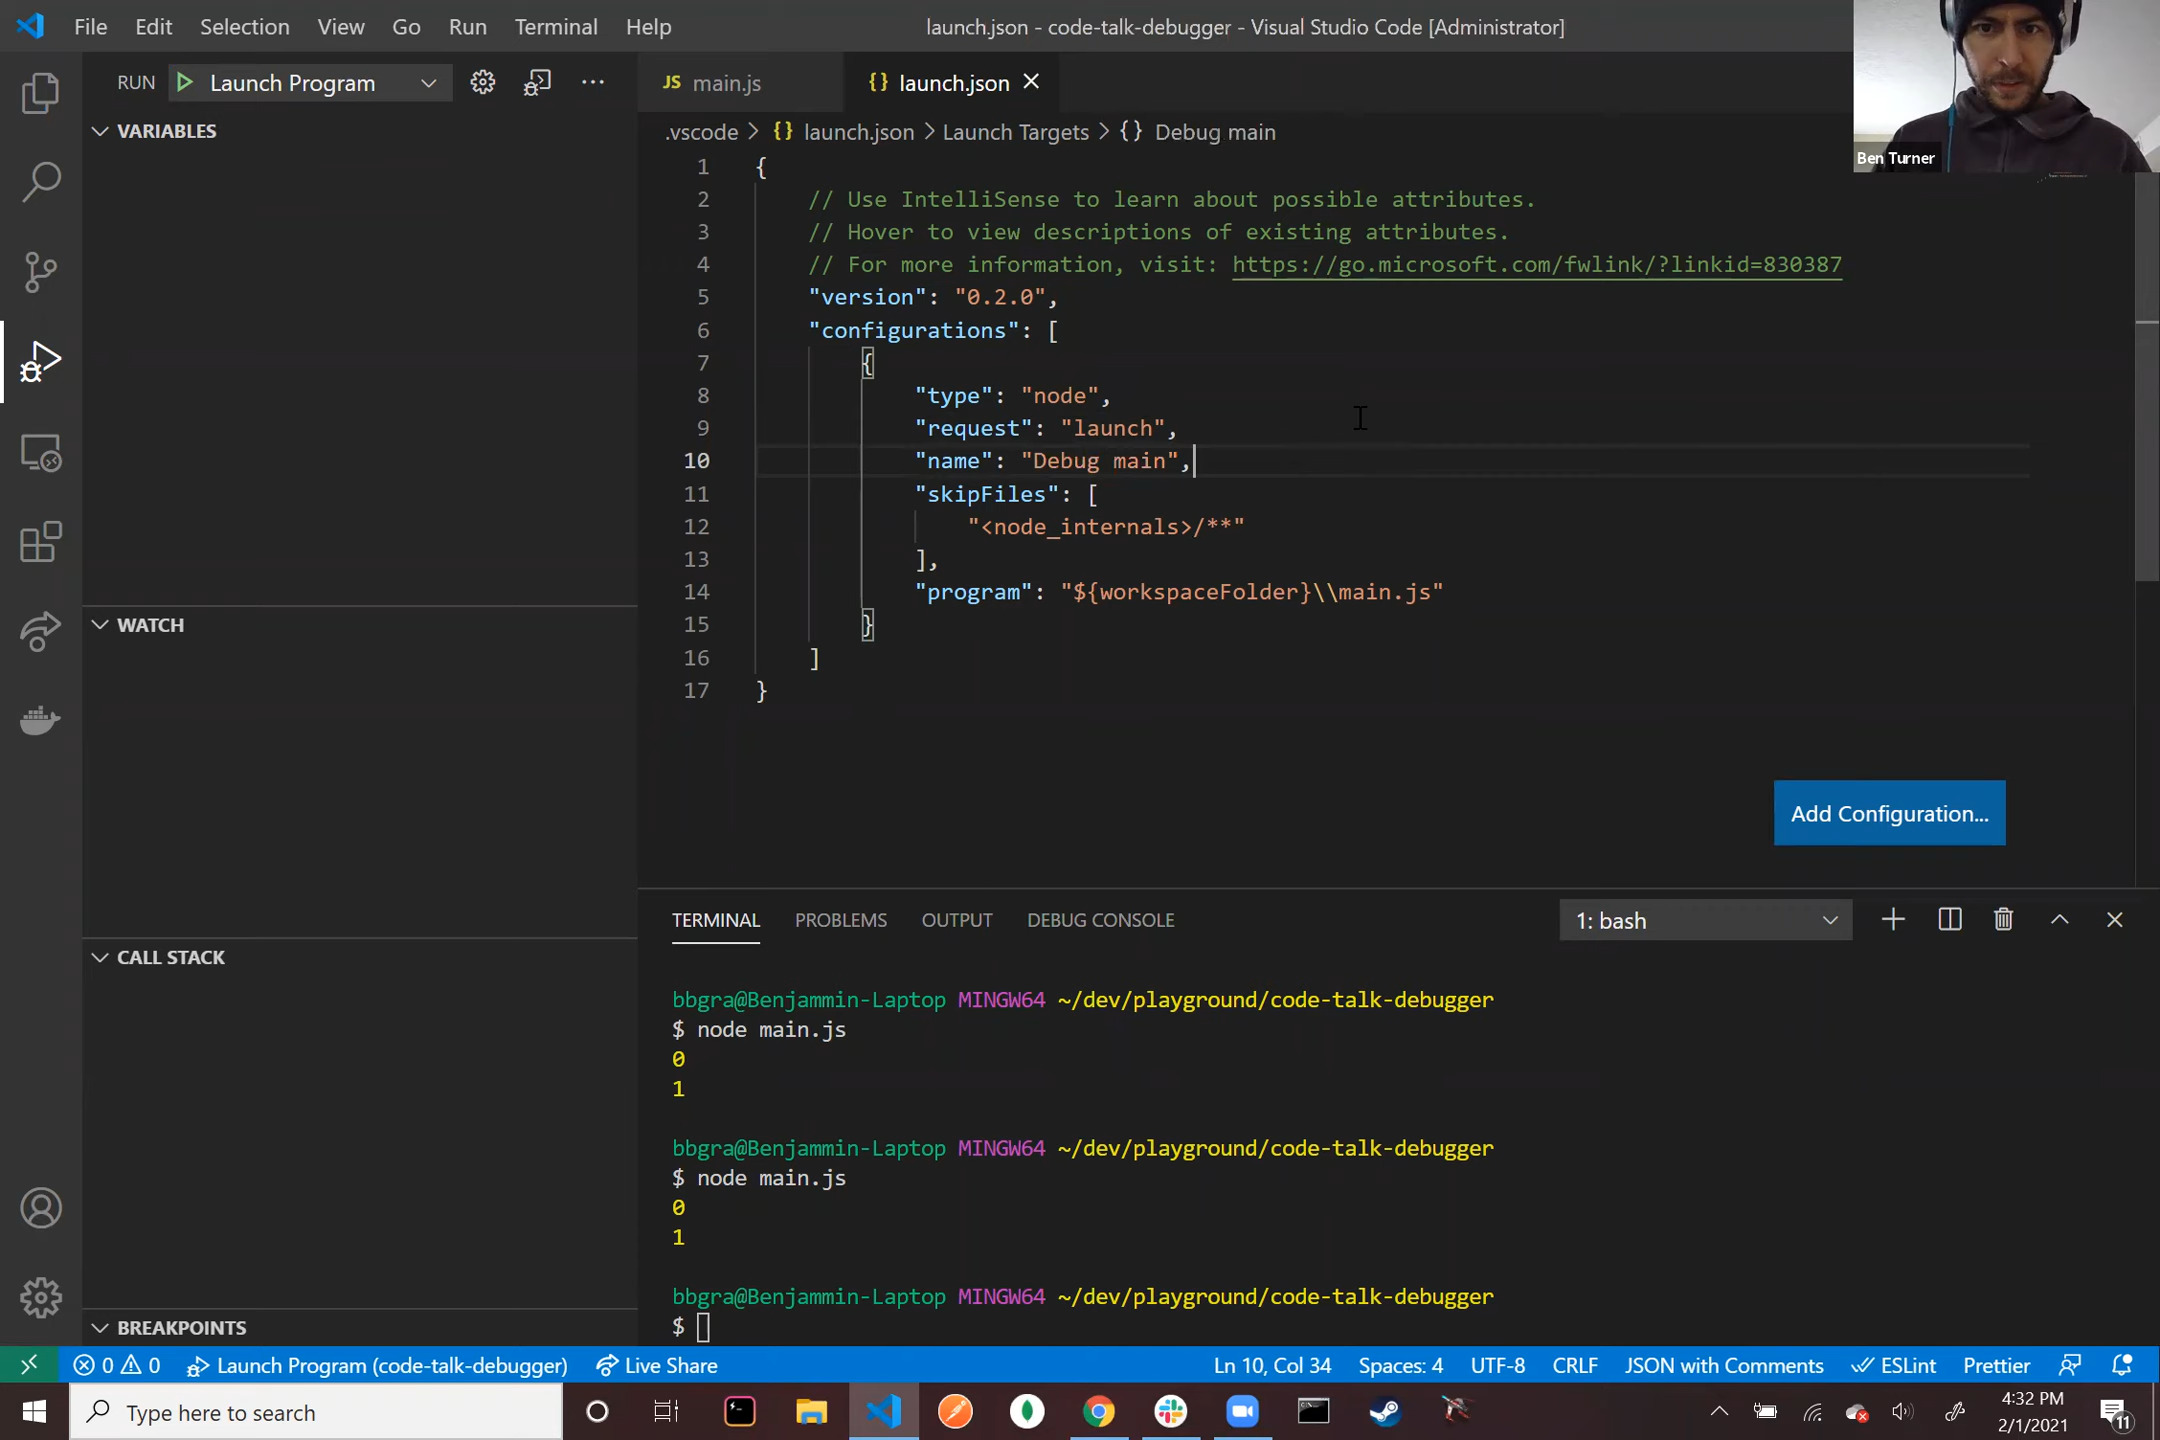 File Edit Selection View Go Run Terminal Help
launch.json - code-talk-debugger - Visual Studio Code [Administrator]
Ben Turner
RUN Launch Program ...
JS main.js {} launch.json
VARIABLES
.vscode > {} launch.json > Launch Targets > {} Debug main
1 {
2 // Use IntelliSense to learn about possible attributes.
3 // Hover to view descriptions of existing attributes.
4 // For more information, visit: https://go.microsoft.com/fwlink/?linkid=830387
5 "version": "0.2.0",
6 "configurations": [
7 {
8 "type": "node",
9 "request": "launch",
10 "name": "Debug main",
11 "skipFiles": [
12 "<node_internals>/**"
13 ],
14 "program": "${workspaceFolder}\\main.js"
15 }
16 ]
17 }
Add Configuration...
WATCH
CALL STACK
BREAKPOINTS
TERMINAL PROBLEMS OUTPUT DEBUG CONSOLE 1: bash
bbgra@Benjammin-Laptop MINGW64 ~/dev/playground/code-talk-debugger
$ node main.js
0
1
bbgra@Benjammin-Laptop MINGW64 ~/dev/playground/code-talk-debugger
$ node main.js
0
1
bbgra@Benjammin-Laptop MINGW64 ~/dev/playground/code-talk-debugger
$
0 0 Launch Program (code-talk-debugger) Live Share Ln 10, Col 34 Spaces: 4 UTF-8 CRLF JSON with Comments ESLint Prettier
Type here to search
4:32 PM
2/1/2021
11